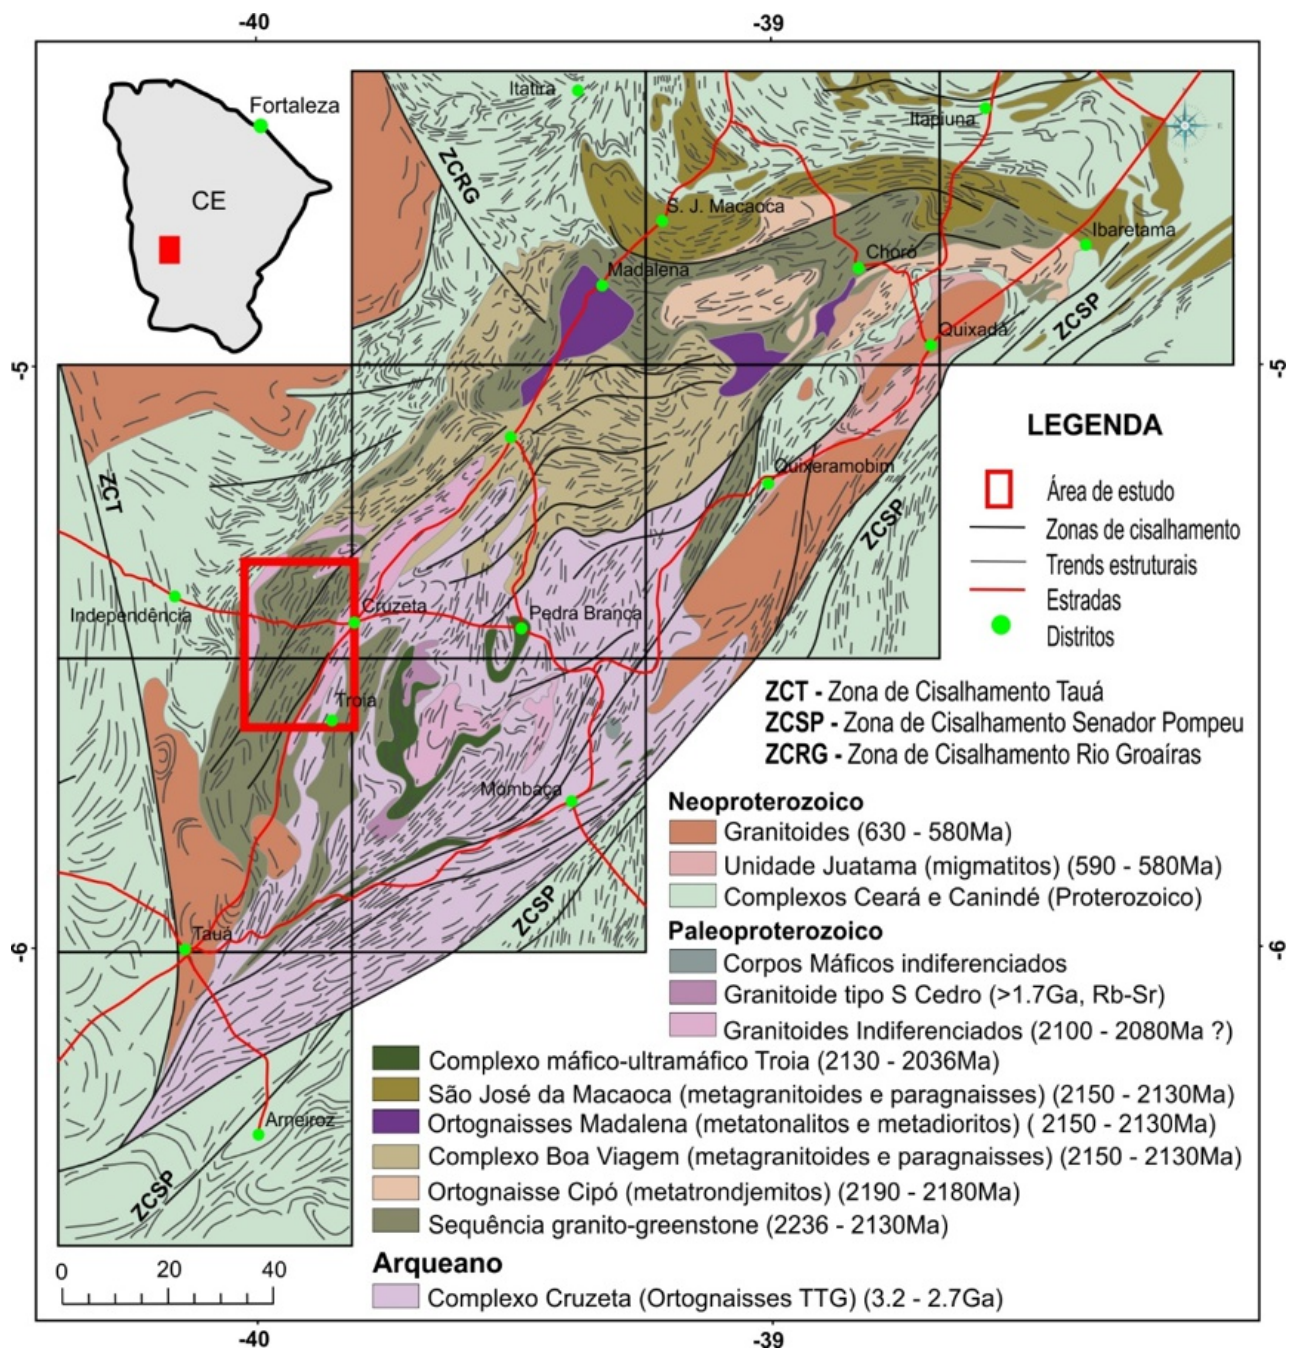 -40
-39
Fortaleza
CE
Itatira
Itapiuna
ZCRG
S. J. Macaoca
Ibaretama
Choró
Madalena
ZCSP
Quixadá
-5
-5
LEGENDA
Quixeramobim
Área de estudo
ZCT
ZCSP
Zonas de cisalhamento
Trends estruturais
Estradas
Distritos
Independência
Cruzeta
Pedra Branca
Troia
ZCT - Zona de Cisalhamento Tauá
ZCSP - Zona de Cisalhamento Senador Pompeu
ZCRG - Zona de Cisalhamento Rio Groaíras
Mombaça
Neoproterozoico
Granitoides (630 - 580Ma)
Unidade Juatama (migmatitos) (590 - 580Ma)
Complexos Ceará e Canindé (Proterozoico)
ZCSP
Tauá
-6
-6
Paleoproterozoico
Corpos Máficos indiferenciados
Granitoide tipo S Cedro (>1.7Ga, Rb-Sr)
Granitoides Indiferenciados (2100 - 2080Ma ?)
Complexo máfico-ultramáfico Troia (2130 - 2036Ma)
São José da Macaoca (metagranitoides e paragnaisses) (2150 - 2130Ma)
Ortognaisses Madalena (metatonalitos e metadioritos) ( 2150 - 2130Ma)
Arneiroz
Complexo Boa Viagem (metagranitoides e paragnaisses) (2150 - 2130Ma)
ZCSP
Ortognaisse Cipó (metatrondjemitos) (2190 - 2180Ma)
Sequência granito-greenstone (2236 - 2130Ma)
Arqueano
0 20 40
Complexo Cruzeta (Ortognaisses TTG) (3.2 - 2.7Ga)
-40
-39